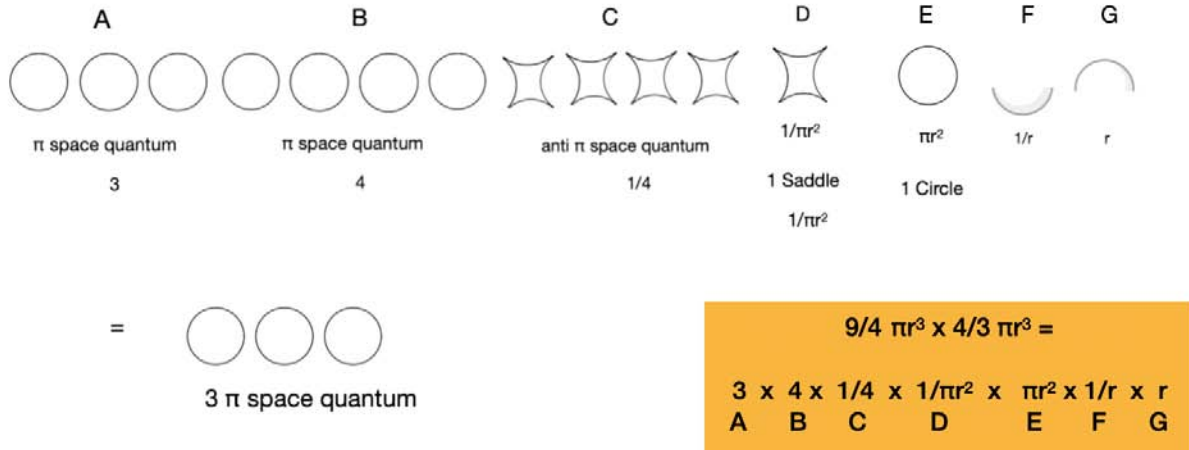 A B C D E F G
π space quantum π space quantum anti π space quantum 1/πr² πr² 1/r r
3 4 1/4 1 Saddle 1 Circle
1/πr²
=
3 π space quantum
9/4 πr³ x 4/3 πr³ =
3 x 4 x 1/4 x 1/πr² x πr² x 1/r x r
A B C D E F G